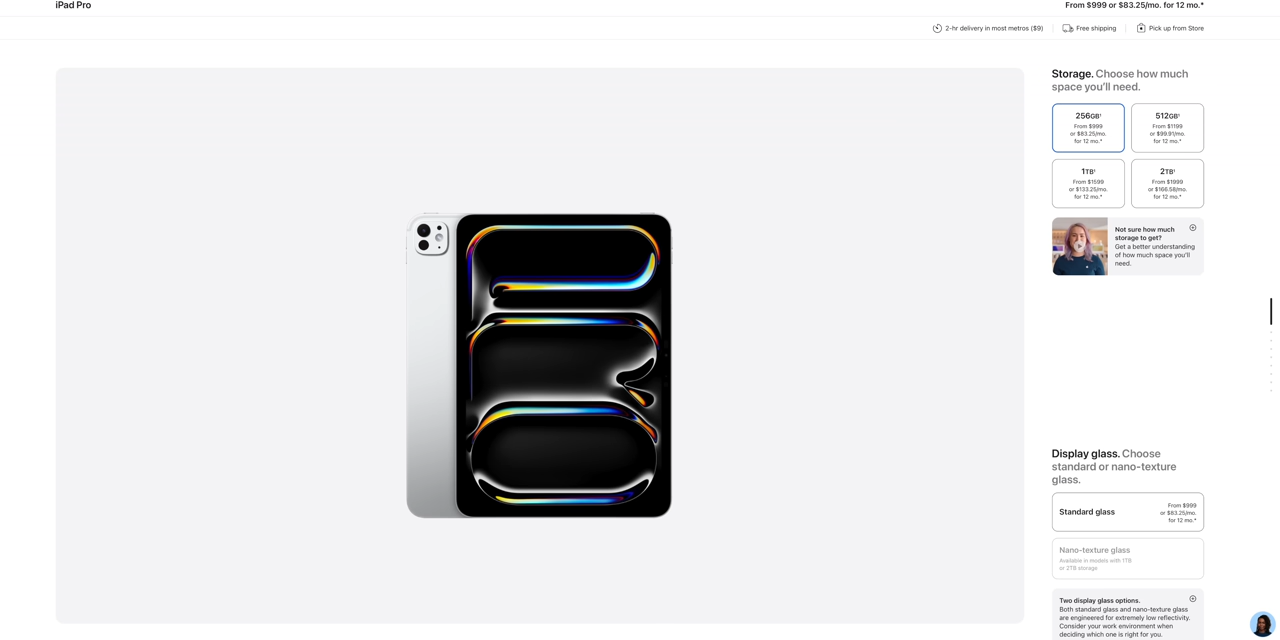 iPad Pro
From $999 or $83.25/mo. for 12 mo.*
2-hr delivery in most metros ($9)
Free shipping
Pick up from Store
Storage. Choose how much
space you’ll need.
256GB¹
From $999
or $83.25/mo.
for 12 mo.*
512GB¹
From $1199
or $99.91/mo.
for 12 mo.*
1TB¹
From $1599
or $133.25/mo.
for 12 mo.*
2TB¹
From $1999
or $166.58/mo.
for 12 mo.*
Not sure how much
storage to get?
Get a better understanding
of how much space you’ll
need.
Display glass. Choose
standard or nano-texture
glass.
Standard glass
From $999
or $83.25/mo.
for 12 mo.*
Nano-texture glass
Available in models with 1TB
or 2TB storage
Two display glass options.
Both standard glass and nano-texture glass
are engineered for extremely low reflectivity.
Consider your work environment when
deciding which one is right for you.